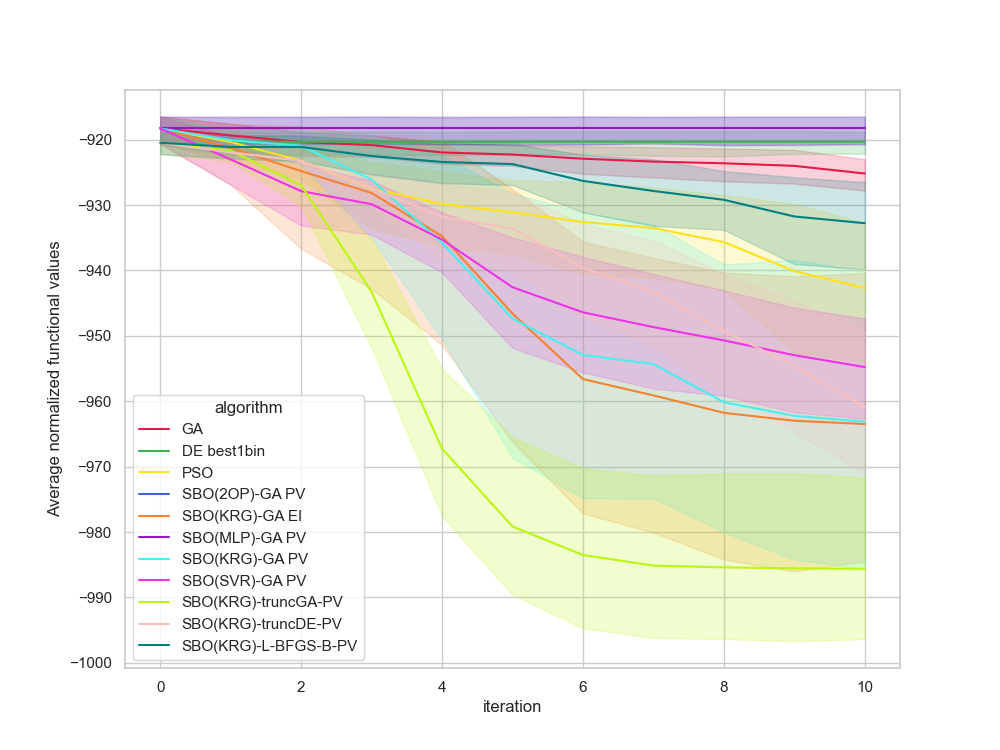 −920
−930
−940
−950
−960
−970
−980
−990
−1000
Average normalized functional values
algorithm
GA
DE best1bin
PSO
SBO(2OP)-GA PV
SBO(KRG)-GA EI
SBO(MLP)-GA PV
SBO(KRG)-GA PV
SBO(SVR)-GA PV
SBO(KRG)-truncGA-PV
SBO(KRG)-truncDE-PV
SBO(KRG)-L-BFGS-B-PV
0 2 4 6 8 10
iteration